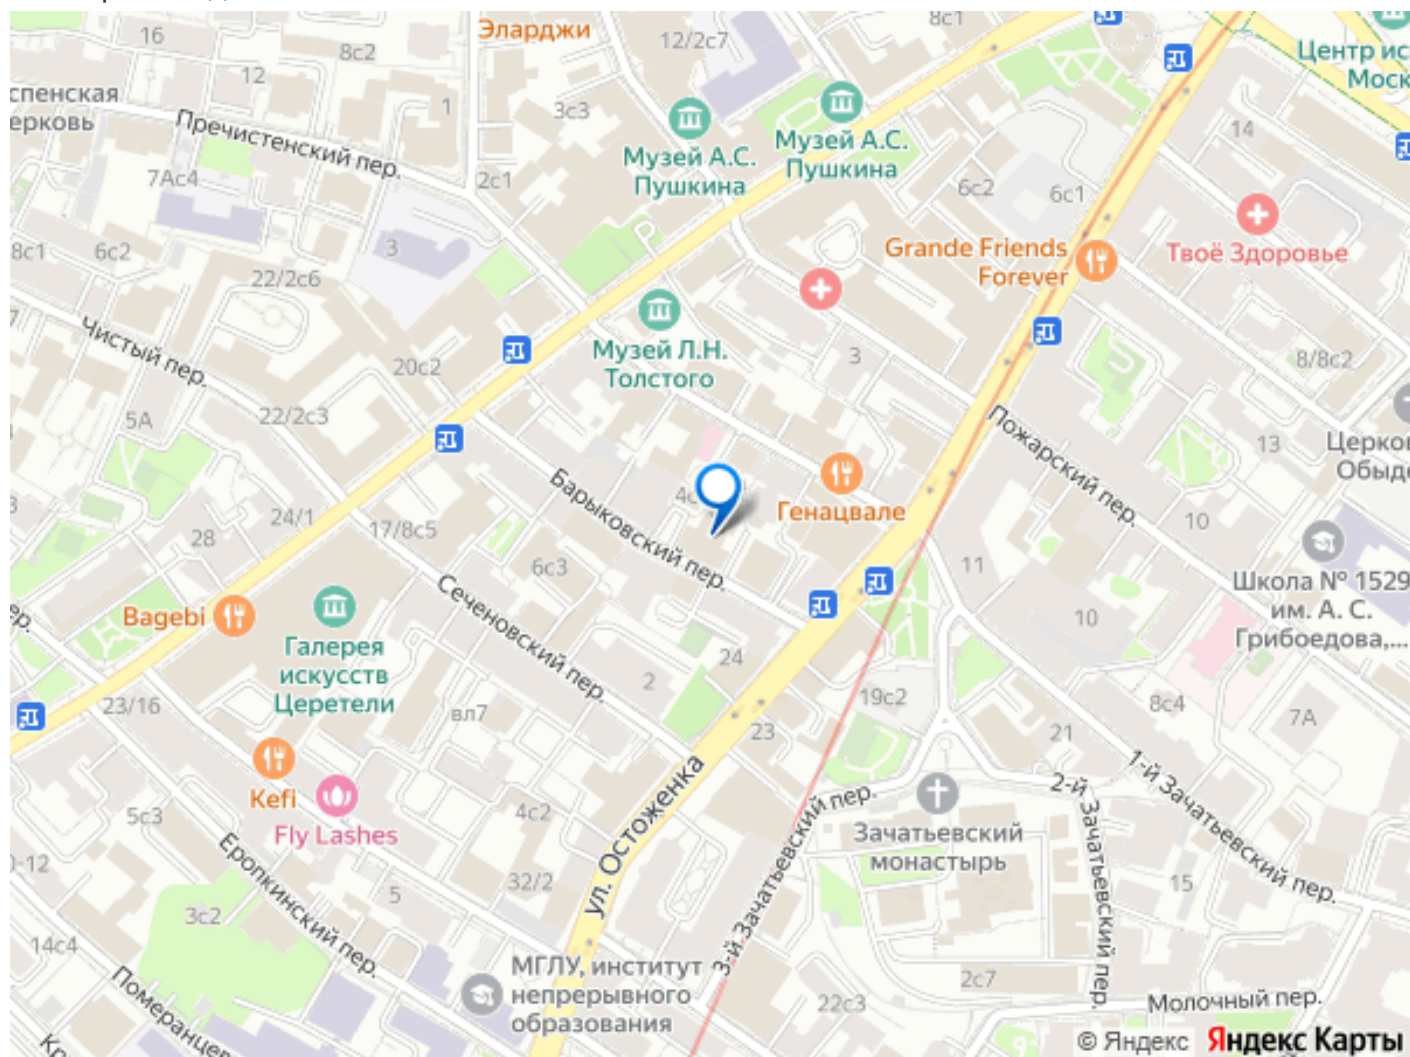 Эларджи
12/2с7
8с1
16
8с2
12
1
3с3
Центр ис
Моск
спенская
ерковь
Пречистенский пер.
Музей А.С.
Пушкина
Музей А.С.
Пушкина
14
7Ас4
2с1
6с2
6с1
3
8с1
6с2
22/2с6
Grande Friends
Forever
Твоё Здоровье
7
Чистый пер.
Музей Л.Н.
Толстого
3
8/8с2
20с2
22/2с3
5А
Пожарский пер.
13
Церко
Обыде
Барыковский пер.
Генацвале
24/1
28
17/8с5
10
11
6с3
Школа № 1529
им. А. С.
Грибоедова,...
Сеченовский пер.
Bagebi
Галерея
искусств
Церетели
10
24
2
19с2
8с4
7А
23/16
вл7
23
21
ул. Остоженка
1-й Зачатьевский пер.
2-й Зачатьевский пер.
3-й Зачатьевский пер.
Kefi
Fly Lashes
5с3
4с2
Зачатьевский
монастырь
-12
Еропкинский пер.
32/2
5
15
3с2
14с4
МГЛУ, институт
непрерывного
образования
2с7
22с3
Молочный пер.
Померанцев
© Яндекс
Яндекс Карты